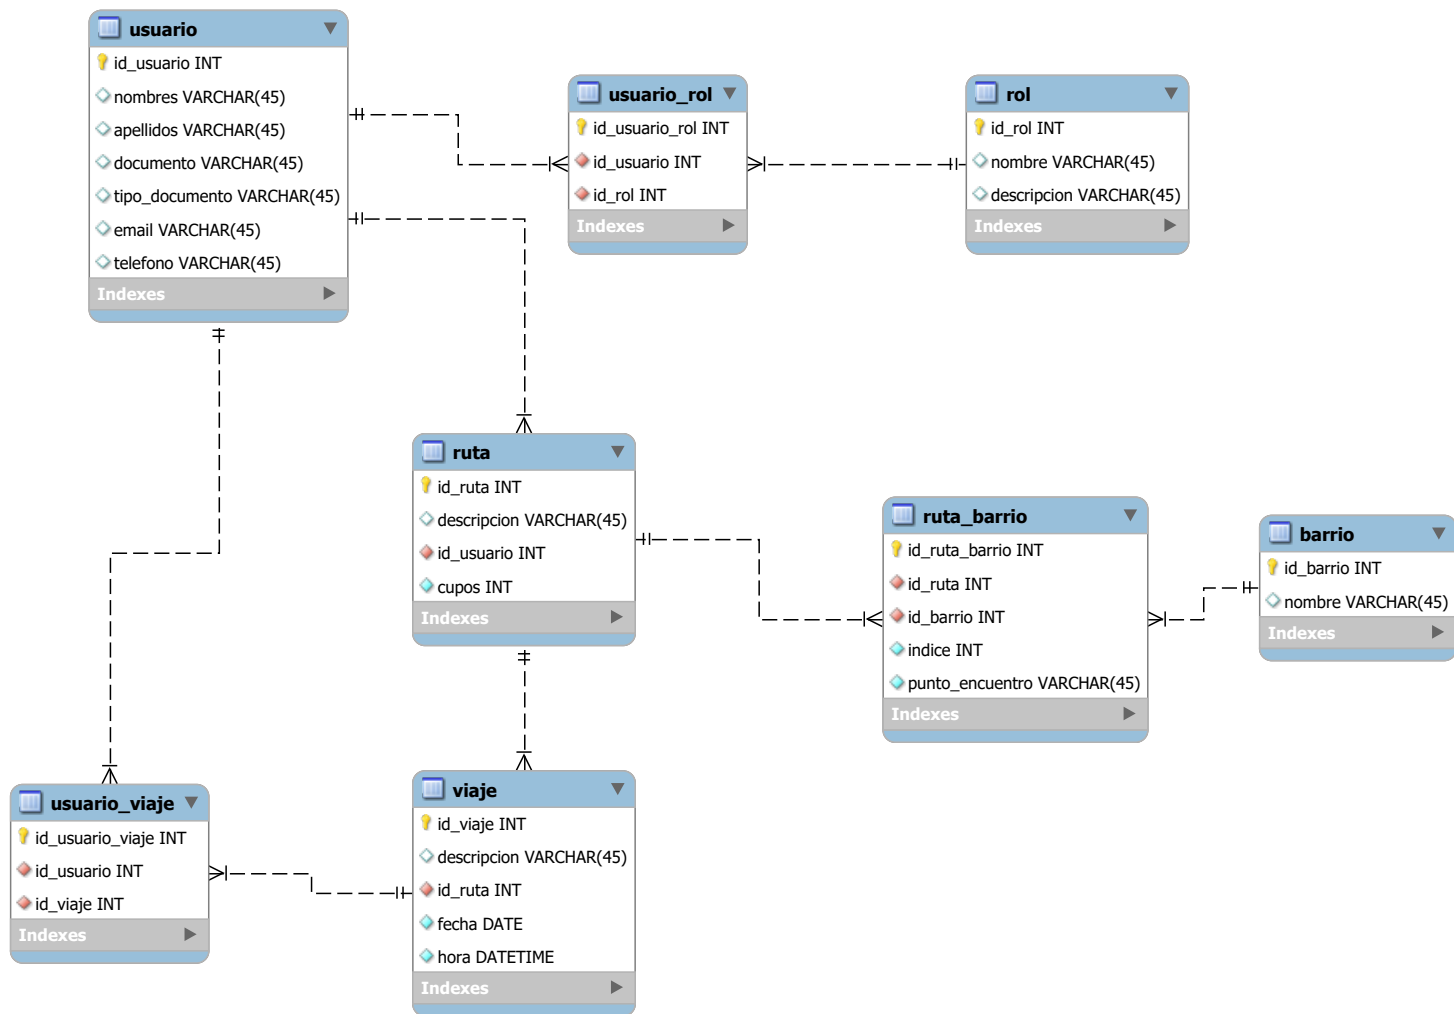 usuario
id_usuario INT
nombres VARCHAR(45)
apellidos VARCHAR(45)
documento VARCHAR(45)
tipo_documento VARCHAR(45)
email VARCHAR(45)
telefono VARCHAR(45)
Indexes
usuario_rol
id_usuario_rol INT
id_usuario INT
id_rol INT
Indexes
rol
id_rol INT
nombre VARCHAR(45)
descripcion VARCHAR(45)
Indexes
ruta
id_ruta INT
descripcion VARCHAR(45)
id_usuario INT
cupos INT
Indexes
ruta_barrio
id_ruta_barrio INT
id_ruta INT
id_barrio INT
indice INT
punto_encuentro VARCHAR(45)
Indexes
barrio
id_barrio INT
nombre VARCHAR(45)
Indexes
usuario_viaje
id_usuario_viaje INT
id_usuario INT
id_viaje INT
Indexes
viaje
id_viaje INT
descripcion VARCHAR(45)
id_ruta INT
fecha DATE
hora DATETIME
Indexes